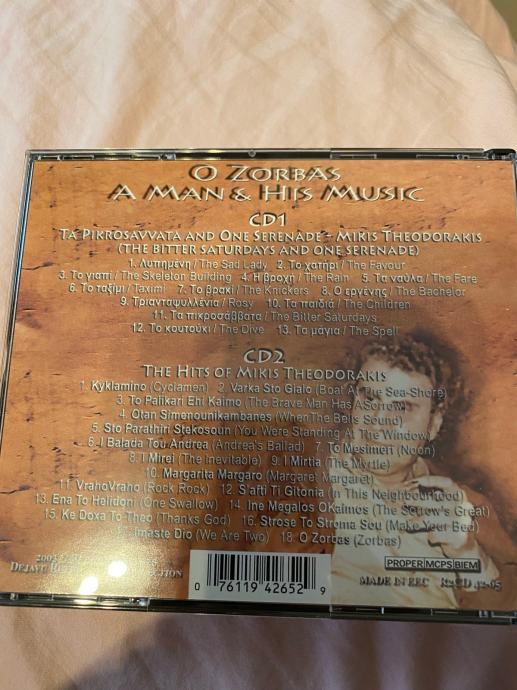 O ZORBAS
A MAN & HIS MUSIC
CD1
TA PIKROSAVVATA AND ONE SERENADE - MIKIS THEODORAKIS
(THE BITTER SATURDAYS AND ONE SERENADE)
1. Λυπημένη / The Sad Lady 2. Το χατήρι / The Favour
3. Το γιαπί / The Skeleton Building 4. Η βροχή / The Rain 5. Τα ναύλα / The Fare
6. Το ταξίμι / Taximi 7. Το βρακί / The Knickers 8. Ο εργένης / The Bachelor
9. Τριανταφυλλένια / Rosy 10. Τα παιδιά / The Children
11. Τα πικροσάββατα / The Bitter Saturdays
12. Το κουτούκι / The Dive 13. Τα μάγια / The Spell
CD2
THE HITS OF MIKIS THEODORAKIS
1. Kyklamino (Cyclamen) 2. Varka Sto Gialo (Boat At The Sea-Shore)
3. To Palikari Ehi Kaimo (The Brave Man Has A Sorrow)
4. Otan Simenounikambanes (When The Bells Sound)
5. Sto Parathiri Stekosoun (You Were Standing At The Window)
6. I Balada Tou Andrea (Andrea's Ballad) 7. To Mesimeri (Noon)
8. I Mirei (The Inevitable) 9. I Mirtia (The Myrtle)
10. Margarita Margaro (Margaret Margaret)
11. VrahoVraho (Rock Rock) 12. S'afti Ti Gitonia (In This Neighbourhood)
13. Ena To Helidoni (One Swallow) 14. Ine Megalos OKaimos (The Sorrow's Great)
15. Ke Doxa To Theo (Thanks God) 16. Strose To Stroma Sou (Make Your Bed)
17. Imaste Dio (We Are Two) 18. O Zorbas (Zorbas)
0 76119 42652 9
PROPER MCPS BIEM
MADE IN EEC R2CD 42-65